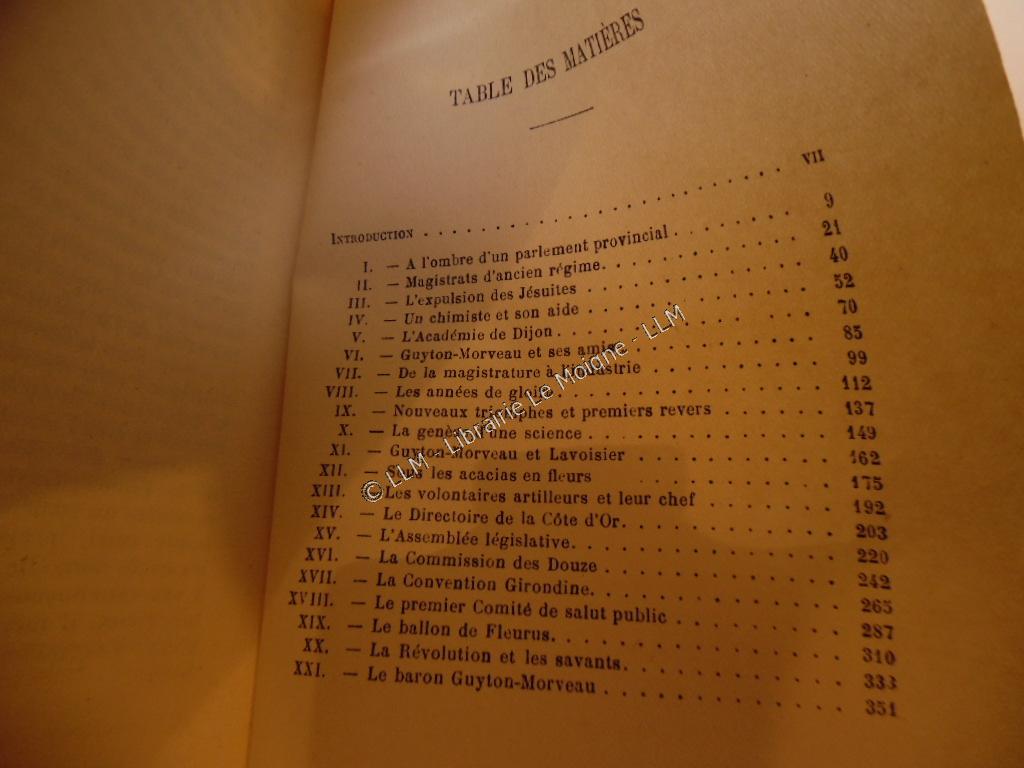 TABLE DES MATIÈRES
INTRODUCTION . . . . . . . . . . . . . . . . . . . . VII
I. — A l'ombre d'un parlement provincial . . . . . . . 9
II. — Magistrats d'ancien régime. . . . . . . . . . . 21
III. — L'expulsion des Jésuites . . . . . . . . . . . 40
IV. — Un chimiste et son aide . . . . . . . . . . . . 52
V. — L'Académie de Dijon . . . . . . . . . . . . . . 70
VI. — Guyton-Morveau et ses amis . . . . . . . . . . . 85
VII. — De la magistrature à l'industrie . . . . . . . . 99
VIII. — Les années de gloire . . . . . . . . . . . . . 112
IX. — Nouveaux triomphes et premiers revers . . . . . . 137
X. — La genèse d'une science . . . . . . . . . . . . 149
XI. — Guyton-Morveau et Lavoisier . . . . . . . . . . 162
XII. — Sous les acacias en fleurs . . . . . . . . . . 175
XIII. — Les volontaires artilleurs et leur chef . . . . . . 192
XIV. — Le Directoire de la Côte d'Or. . . . . . . . . . 203
XV. — L'Assemblée législative. . . . . . . . . . . . . 220
XVI. — La Commission des Douze . . . . . . . . . . . . 242
XVII. — La Convention Girondine. . . . . . . . . . . . 265
XVIII. — Le premier Comité de salut public . . . . . . . . 287
XIX. — Le ballon de Fleurus. . . . . . . . . . . . . . 310
XX. — La Révolution et les savants. . . . . . . . . . . 333
XXI. — Le baron Guyton-Morveau . . . . . . . . . . . . 351
© LLM - Librairie Le Moigne - LLM